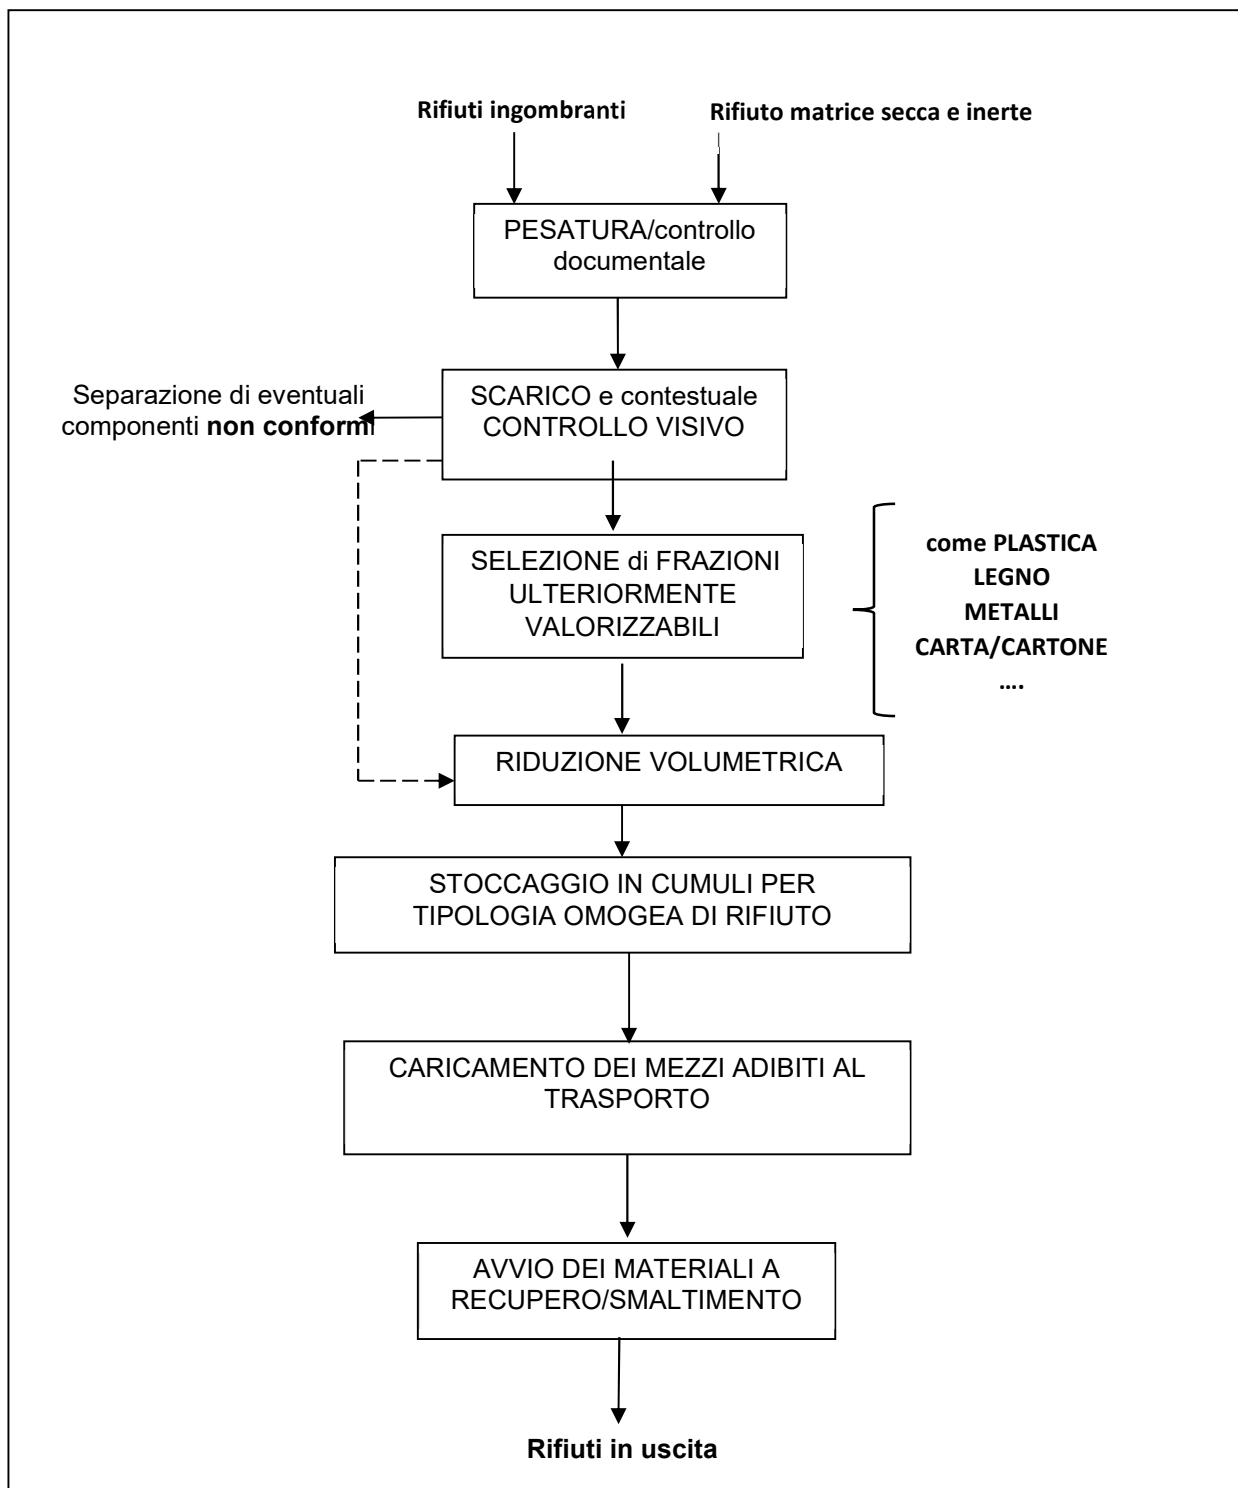 Rifiuti ingombranti
Rifiuto matrice secca e inerte
PESATURA/controllo
documentale
Separazione di eventuali
componenti non conformi
SCARICO e contestuale
CONTROLLO VISIVO
SELEZIONE di FRAZIONI
ULTERIORMENTE
VALORIZZABILI
come PLASTICA
LEGNO
METALLI
CARTA/CARTONE
....
RIDUZIONE VOLUMETRICA
STOCCAGGIO IN CUMULI PER
TIPOLOGIA OMOGEA DI RIFIUTO
CARICAMENTO DEI MEZZI ADIBITI AL
TRASPORTO
AVVIO DEI MATERIALI A
RECUPERO/SMALTIMENTO
Rifiuti in uscita